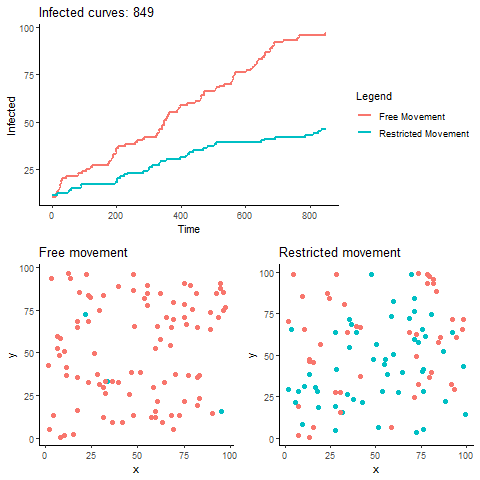 Infected curves: 849
100
75
50
25
Infected
0
200
400
600
800
Time
Legend
Free Movement
Restricted Movement
Free movement
100
75
50
25
0
y
0
25
50
75
100
x
Restricted movement
100
75
50
25
0
y
0
25
50
75
100
x